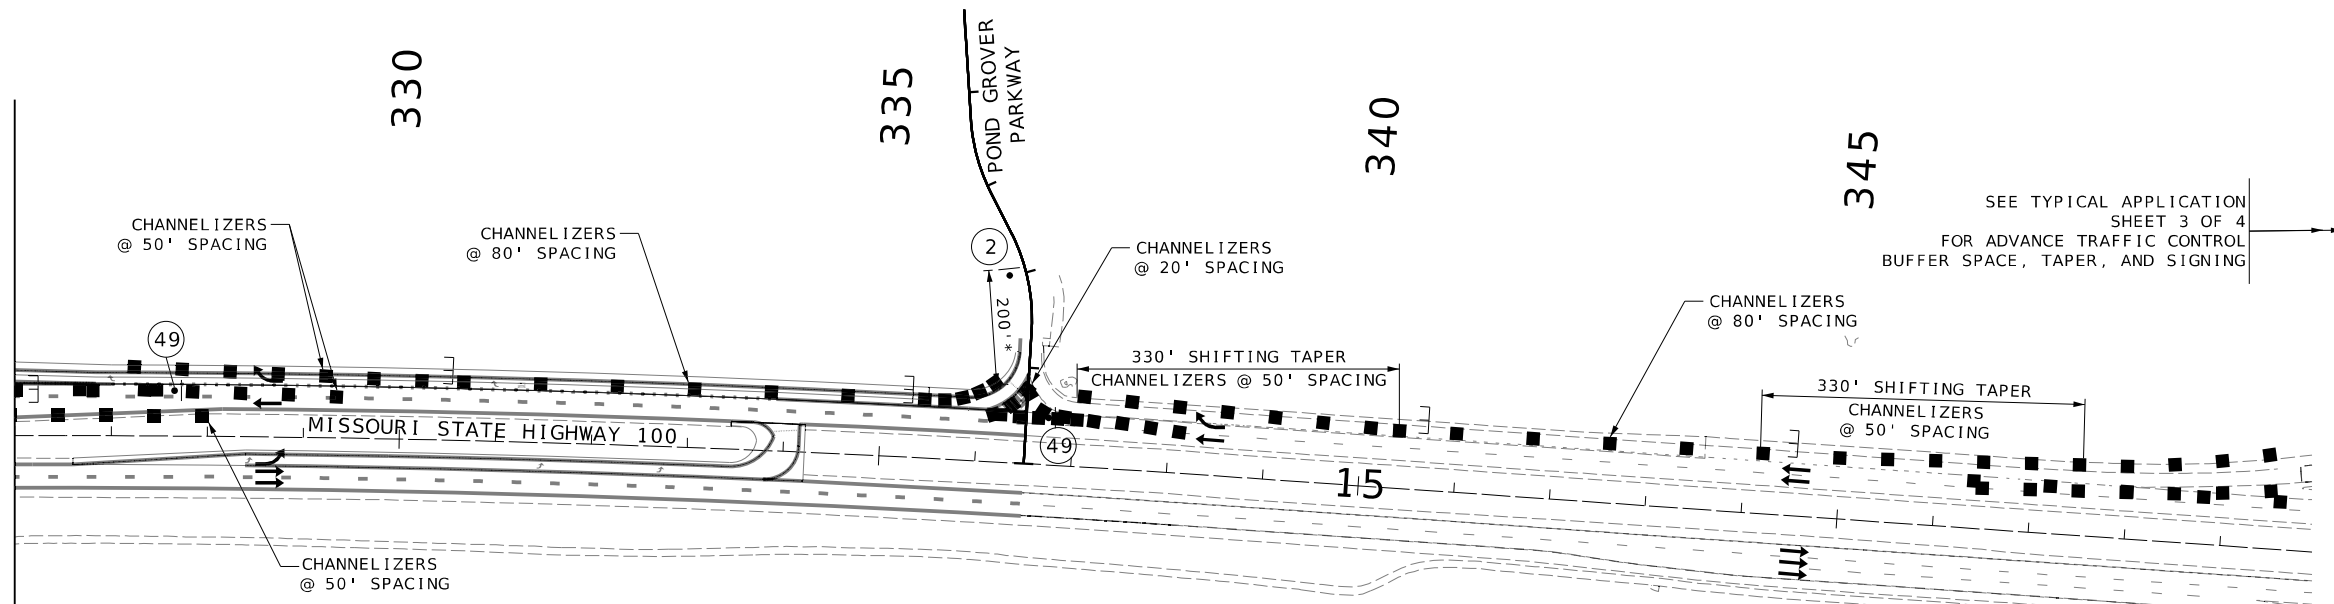 330
335
340
345
POND GROVER
PARKWAY
SEE TYPICAL APPLICATION
SHEET 3 OF 4
FOR ADVANCE TRAFFIC CONTROL
BUFFER SPACE, TAPER, AND SIGNING
CHANNELIZERS
@ 50' SPACING
CHANNELIZERS
@ 80' SPACING
2
CHANNELIZERS
@ 20' SPACING
200'*
CHANNELIZERS
@ 80' SPACING
49
330' SHIFTING TAPER
CHANNELIZERS @ 50' SPACING
330' SHIFTING TAPER
CHANNELIZERS
@ 50' SPACING
MISSOURI STATE HIGHWAY 100
49
15
CHANNELIZERS
@ 50' SPACING